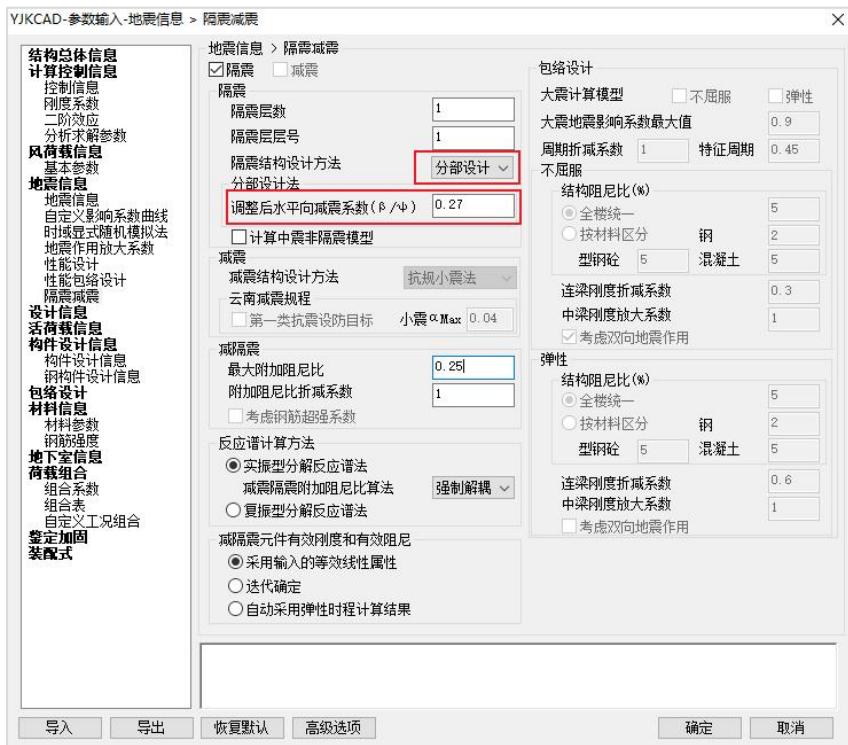 YJKCAD-参数输入-地震信息 > 隔震减震
结构总体信息
计算控制信息
控制信息
刚度系数
二阶效应
分析求解参数
风荷载信息
基本参数
地震信息
地震信息
自定义影响系数曲线
时域显式随机模拟法
地震作用放大系数
性能设计
性能包络设计
隔震减震
设计信息
活荷载信息
构件设计信息
构件设计信息
钢构件设计信息
包络设计
材料信息
材料参数
钢筋强度
地下室信息
荷载组合
组合系数
组合表
自定义工况组合
鉴定加固
装配式
地震信息 > 隔震减震
隔震 减震
隔震
隔震层数 1
隔震层层号 1
隔震结构设计方法 分部设计
分部设计法
调整后水平向减震系数(β/ψ) 0.27
计算中震非隔震模型
减震
减震结构设计方法 抗规小震法
云南减震规程
第一类抗震设防目标 小震αMax 0.04
减隔震
最大附加阻尼比 0.25
附加阻尼比折减系数 1
考虑钢筋超强系数
反应谱计算方法
实振型分解反应谱法
减震隔震附加阻尼比算法 强制解耦
复振型分解反应谱法
减隔震元件有效刚度和有效阻尼
采用输入的等效线性属性
迭代确定
自动采用弹性时程计算结果
包络设计
大震计算模型 不屈服 弹性
大震地震影响系数最大值 0.9
周期折减系数 1 特征周期 0.45
不屈服
结构阻尼比(%)
全楼统一 5
按材料区分 钢 2
型钢砼 5 混凝土 5
连梁刚度折减系数 0.3
中梁刚度放大系数 1
考虑双向地震作用
弹性
结构阻尼比(%)
全楼统一 5
按材料区分 钢 2
型钢砼 5 混凝土 5
连梁刚度折减系数 0.6
中梁刚度放大系数 1
考虑双向地震作用
导入 导出 恢复默认 高级选项 确定 取消